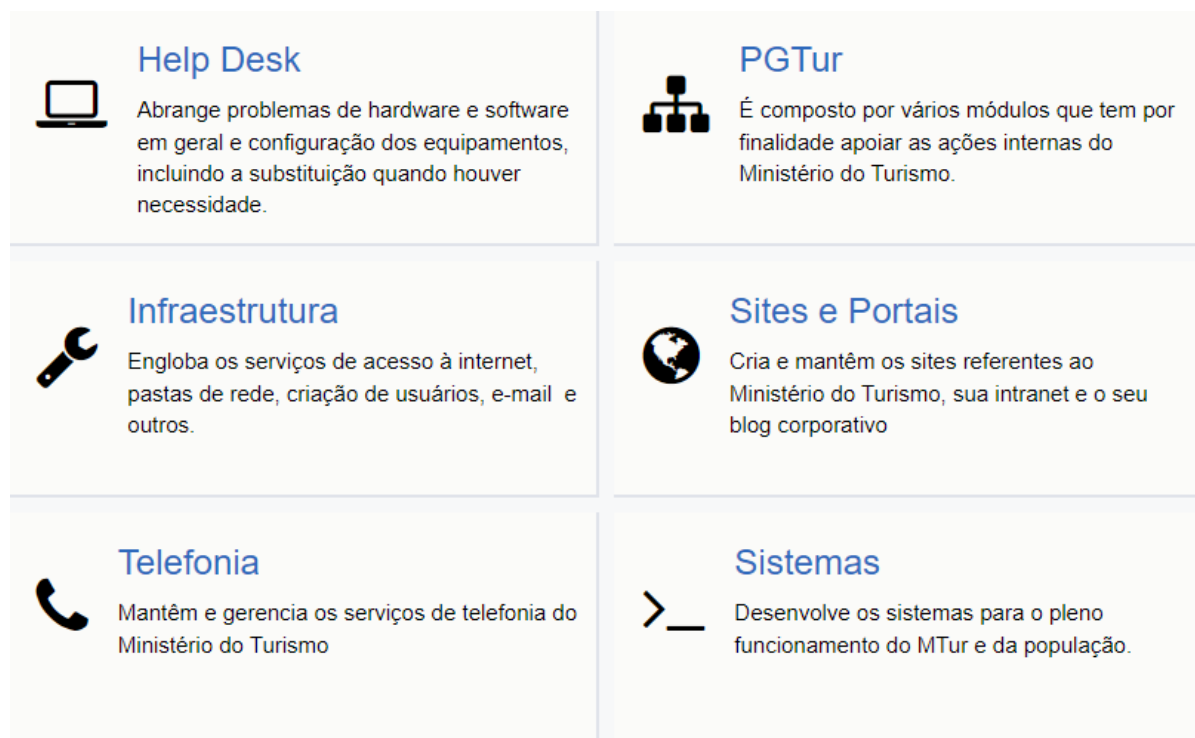 Help Desk
Abrange problemas de hardware e software
em geral e configuração dos equipamentos,
incluindo a substituição quando houver
necessidade.
PGTur
É composto por vários módulos que tem por
finalidade apoiar as ações internas do
Ministério do Turismo.
Infraestrutura
Engloba os serviços de acesso à internet,
pastas de rede, criação de usuários, e-mail e
outros.
Sites e Portais
Cria e mantêm os sites referentes ao
Ministério do Turismo, sua intranet e o seu
blog corporativo
Telefonia
Mantêm e gerencia os serviços de telefonia do
Ministério do Turismo
Sistemas
Desenvolve os sistemas para o pleno
funcionamento do MTur e da população.